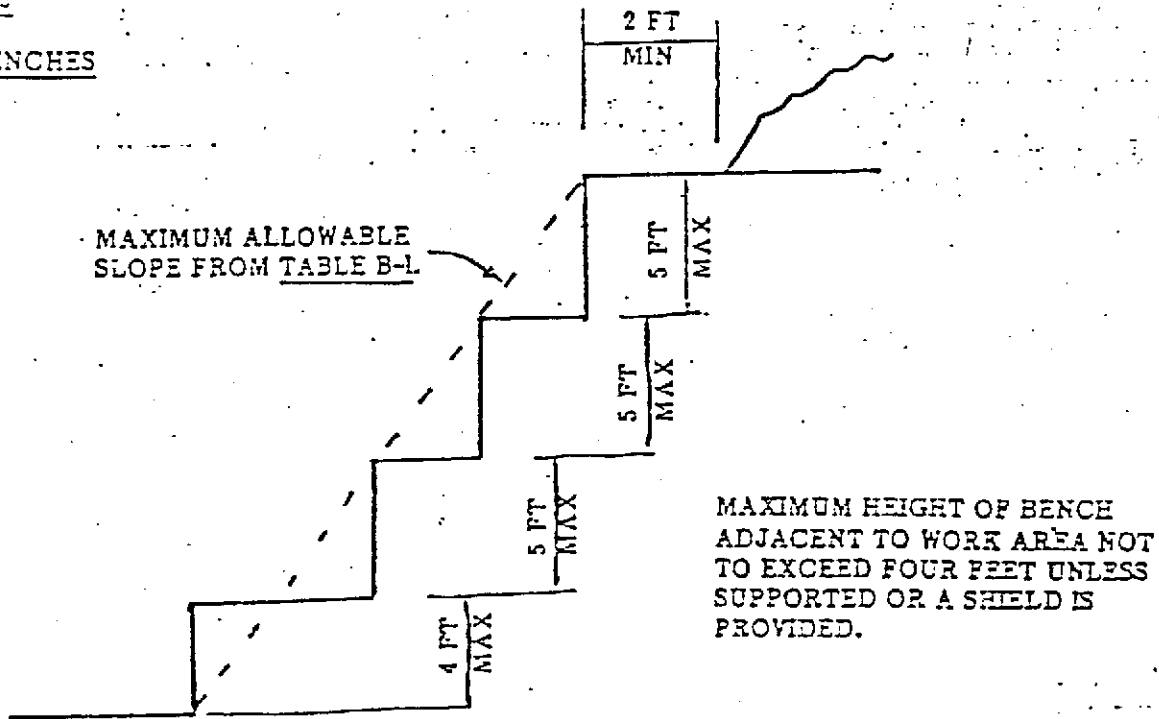 ENCHES
2 FT
MIN
MAXIMUM ALLOWABLE
SLOPE FROM TABLE B-1.
5 FT
MAX
5 FT
MAX
5 FT
MAX
4 FT
MAX
MAXIMUM HEIGHT OF BENCH
ADJACENT TO WORK AREA NOT
TO EXCEED FOUR FEET UNLESS
SUPPORTED OR A SHIELD IS
PROVIDED.